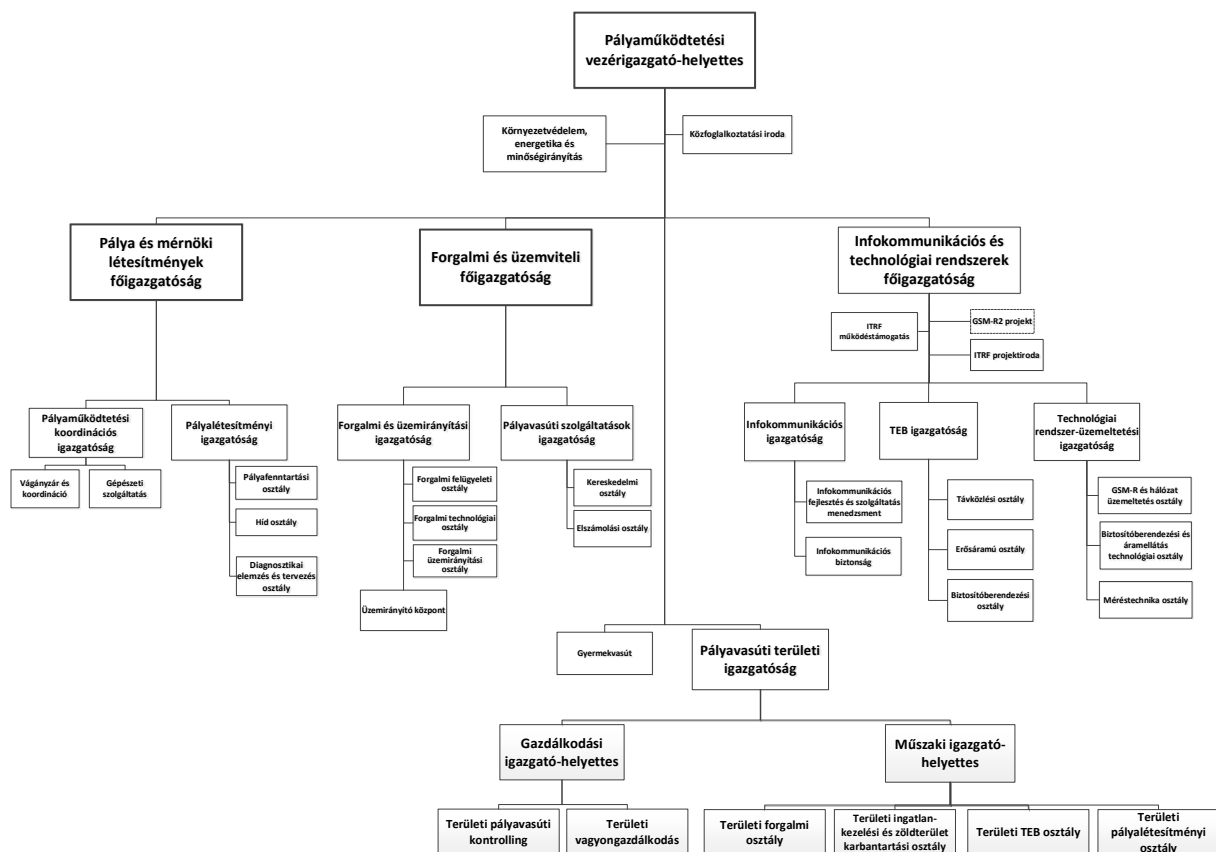 Pályaműködtetési
vezérigazgató-helyettes
Környezetvédelem,
energetika és
minőségirányítás
Közfoglalkoztatási iroda
Pálya és mérnöki
létesítmények
főigazgatóság
Forgalmi és üzemviteli
főigazgatóság
Infokommunikációs és
technológiai rendszerek
főigazgatóság
ITRF
működéstámogatás
GSM-R2 projekt
ITRF projektiroda
Pályaműködtetési
koordinációs
igazgatóság
Pályalétesítményi
igazgatóság
Vágányzár és
koordináció
Gépészeti
szolgáltatás
Pályafenntartási
osztály
Híd osztály
Diagnosztikai
elemzés és tervezés
osztály
Forgalmi és üzemirányítási
igazgatóság
Pályavasúti szolgáltatások
igazgatóság
Forgalmi felügyeleti
osztály
Forgalmi technológiai
osztály
Forgalmi
üzemirányítási
osztály
Üzemirányító központ
Kereskedelmi
osztály
Elszámolási osztály
Infokommunikációs
igazgatóság
TEB igazgatóság
Technológiai
rendszer-üzemeltetési
igazgatóság
Infokommunikációs
fejlesztés és szolgáltatás
menedzsment
Infokommunikációs
biztonság
Távközlési osztály
Erősáramú osztály
Biztosítóberendezési
osztály
GSM-R és hálózat
üzemeltetés osztály
Biztosítóberendezési és
áramellátás
technológiai osztály
Méréstechnika osztály
Gyermekvasút
Pályavasúti területi
igazgatóság
Gazdálkodási
igazgató-helyettes
Műszaki igazgató-
helyettes
Területi pályavasúti
kontrolling
Területi
vagyongazdálkodás
Területi forgalmi
osztály
Területi ingatlan-
kezelési és zöldterület
karbantartási osztály
Területi TEB osztály
Területi
pályalétesítményi
osztály